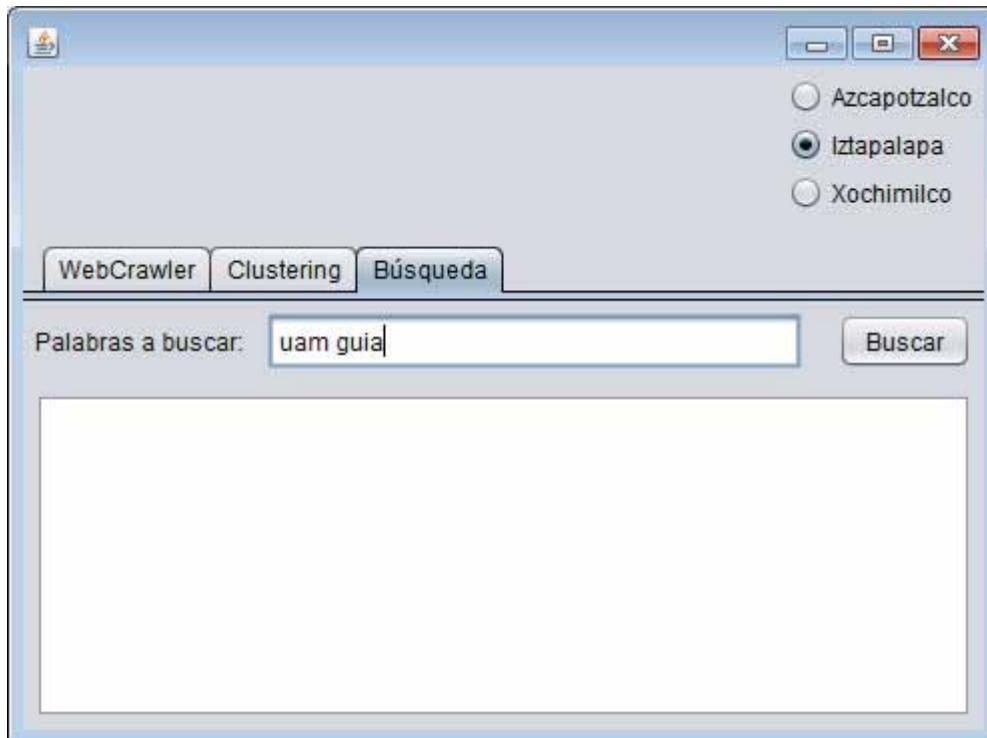 Azcapotzalco
Iztapalapa
Xochimilco
WebCrawler Clustering Búsqueda
Palabras a buscar: uam guia Buscar